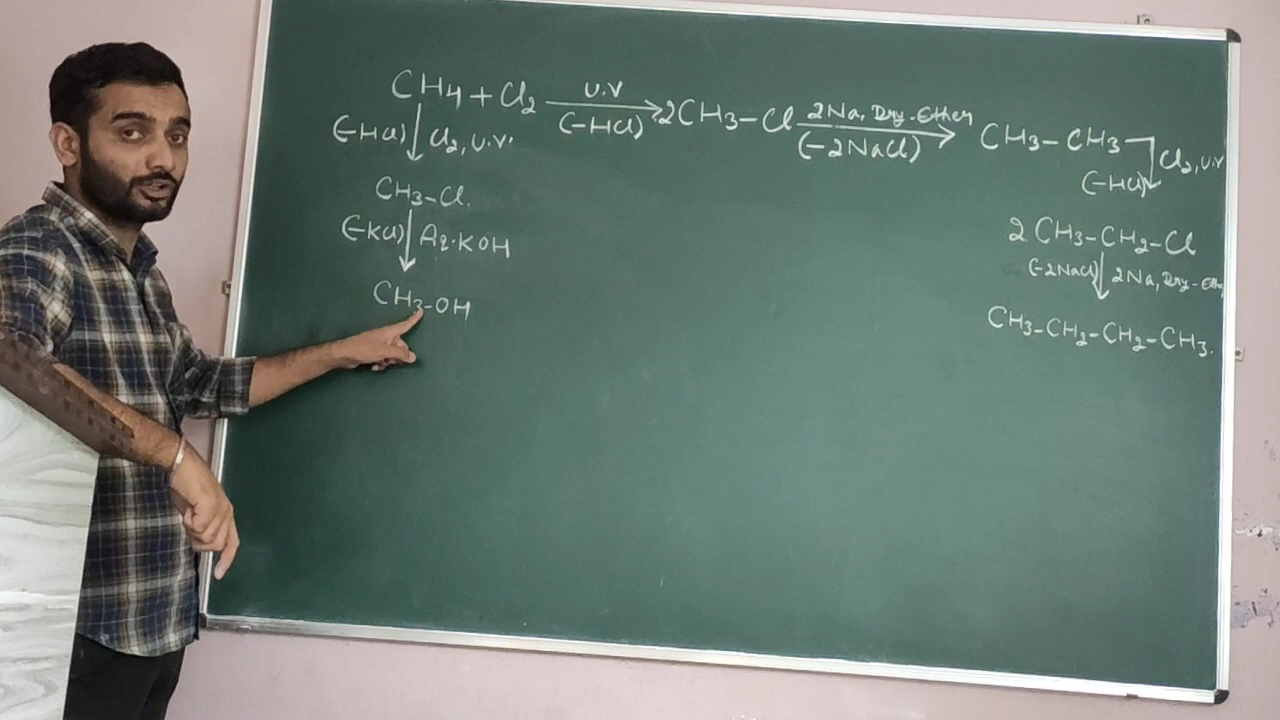 CH4 + Cl2 U.V (-HCl) 2CH3-Cl 2Na, Dry-Ether (-2NaCl) CH3-CH3 Cl2, U.V (-HCl)
(-HCl) Cl2, U.V.
CH3-Cl.
(-KCl) Aq.KOH
CH3-OH
2 CH3-CH2-Cl
(-2NaCl) 2Na, Dry-Ethe
CH3-CH2-CH2-CH3.